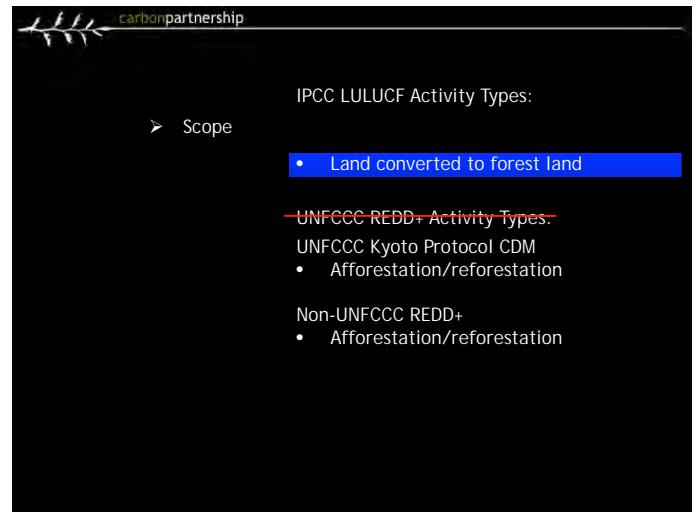 carbonpartnership
IPCC LULUCF Activity Types:
➢ Scope
• Land converted to forest land
UNFCCC REDD+ Activity Types:
UNFCCC Kyoto Protocol CDM
• Afforestation/reforestation
Non-UNFCCC REDD+
• Afforestation/reforestation